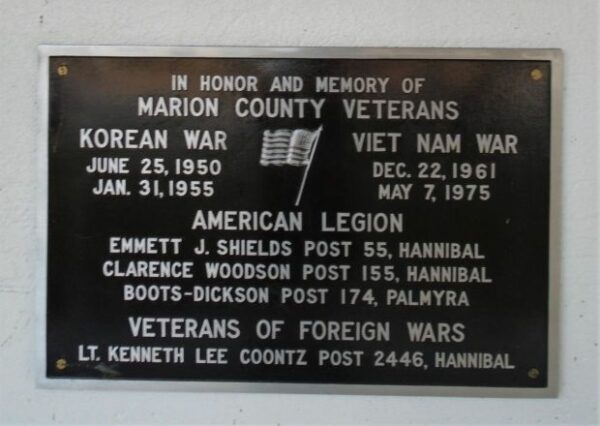 IN HONOR AND MEMORY OF
MARION COUNTY VETERANS
KOREAN WAR
JUNE 25, 1950
JAN. 31, 1955
VIET NAM WAR
DEC. 22, 1961
MAY 7, 1975
AMERICAN LEGION
EMMETT J. SHIELDS POST 55, HANNIBAL
CLARENCE WOODSON POST 155, HANNIBAL
BOOTS-DICKSON POST 174, PALMYRA
VETERANS OF FOREIGN WARS
LT. KENNETH LEE COONTZ POST 2446, HANNIBAL